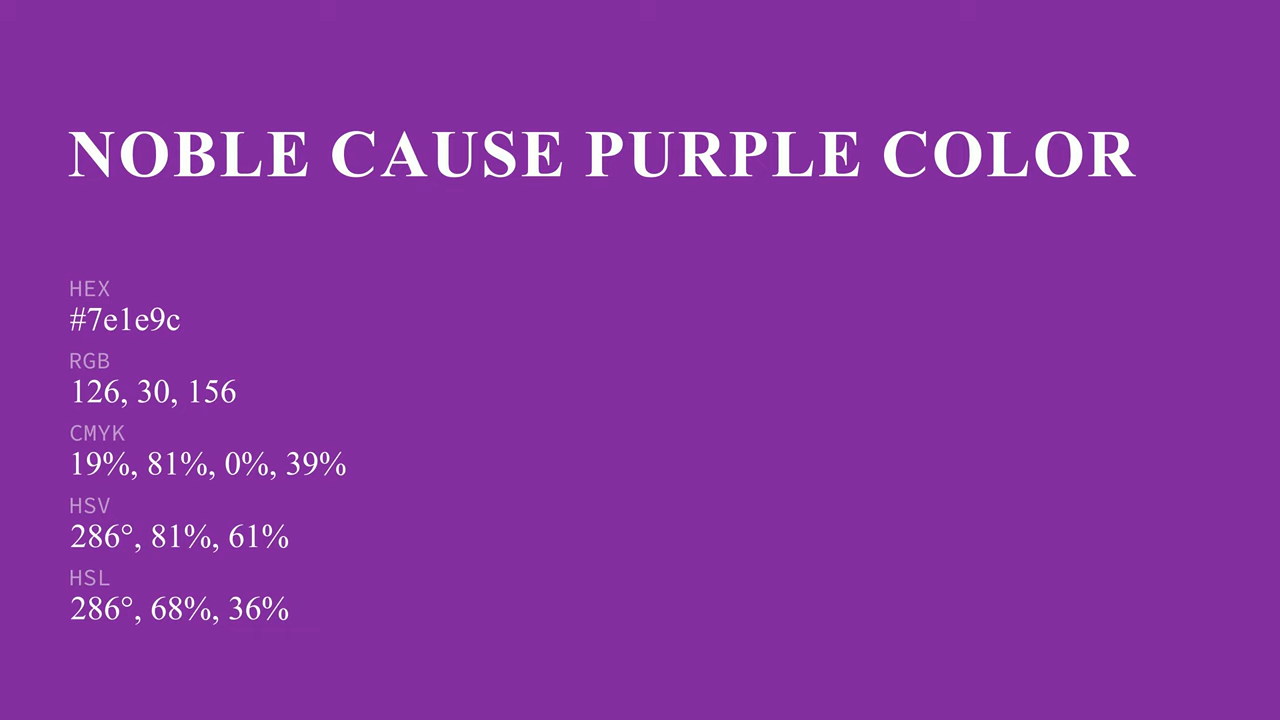 NOBLE CAUSE PURPLE COLOR
HEX
#7e1e9c
RGB
126, 30, 156
CMYK
19%, 81%, 0%, 39%
HSV
286°, 81%, 61%
HSL
286°, 68%, 36%